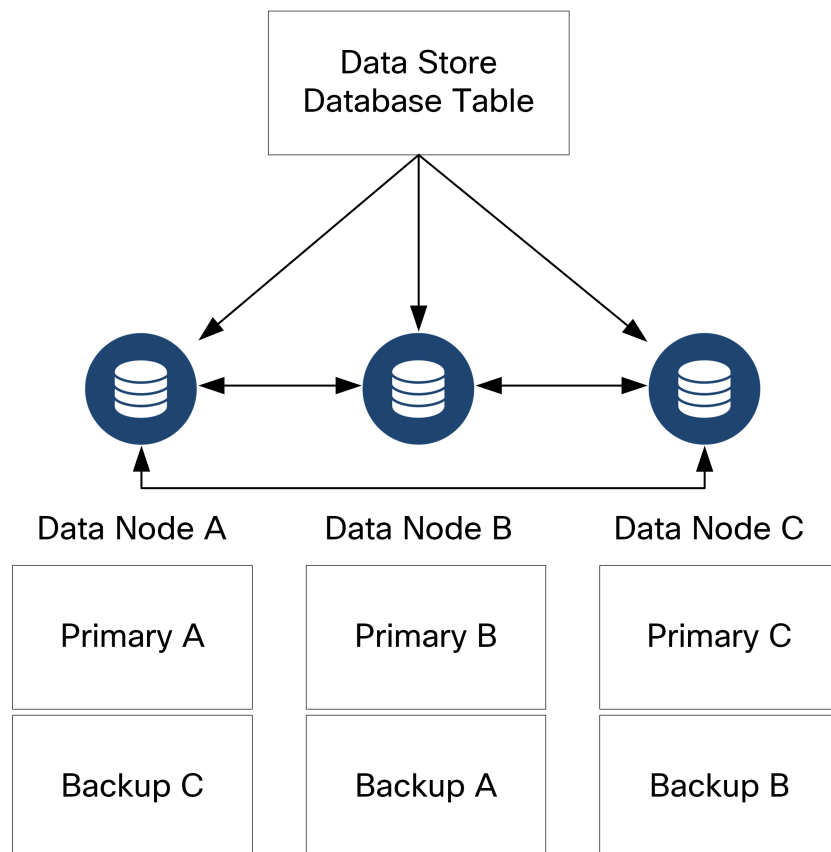 Data Store
Database Table
Data Node A
Data Node B
Data Node C
Primary A
Primary B
Primary C
Backup C
Backup A
Backup B